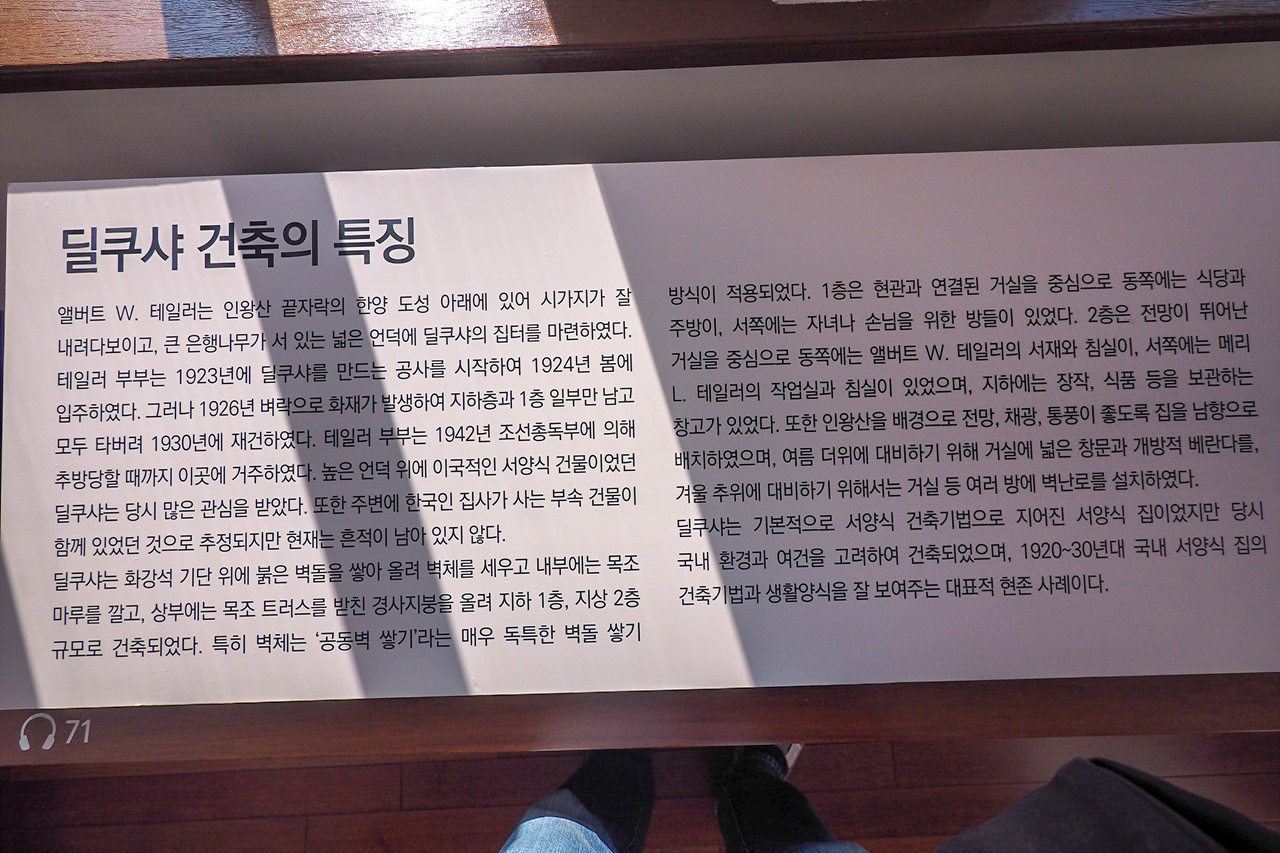 딜쿠샤 건축의 특징
앨버트 W. 테일러는 인왕산 끝자락의 한양 도성 아래에 있어 시가지가 잘
내려다보이고, 큰 은행나무가 서 있는 넓은 언덕에 딜쿠샤의 집터를 마련하였다.
테일러 부부는 1923년에 딜쿠샤를 만드는 공사를 시작하여 1924년 봄에
입주하였다. 그러나 1926년 벼락으로 화재가 발생하여 지하층과 1층 일부만 남고
모두 타버려 1930년에 재건하였다. 테일러 부부는 1942년 조선총독부에 의해
추방당할 때까지 이곳에 거주하였다. 높은 언덕 위에 이국적인 서양식 건물이었던
딜쿠샤는 당시 많은 관심을 받았다. 또한 주변에 한국인 집사가 사는 부속 건물이
함께 있었던 것으로 추정되지만 현재는 흔적이 남아 있지 않다.
딜쿠샤는 화강석 기단 위에 붉은 벽돌을 쌓아 올려 벽체를 세우고 내부에는 목조
마루를 깔고, 상부에는 목조 트러스를 받친 경사지붕을 올려 지하 1층, 지상 2층
규모로 건축되었다. 특히 벽체는 ‘공동벽 쌓기’라는 매우 독특한 벽돌 쌓기
방식이 적용되었다. 1층은 현관과 연결된 거실을 중심으로 동쪽에는 식당과
주방이, 서쪽에는 자녀나 손님을 위한 방들이 있었다. 2층은 전망이 뛰어난
거실을 중심으로 동쪽에는 앨버트 W. 테일러의 서재와 침실이, 서쪽에는 메리
L. 테일러의 작업실과 침실이 있었으며, 지하에는 장작, 식품 등을 보관하는
창고가 있었다. 또한 인왕산을 배경으로 전망, 채광, 통풍이 좋도록 집을 남향으로
배치하였으며, 여름 더위에 대비하기 위해 거실에 넓은 창문과 개방적 베란다를,
겨울 추위에 대비하기 위해서는 거실 등 여러 방에 벽난로를 설치하였다.
딜쿠샤는 기본적으로 서양식 건축기법으로 지어진 서양식 집이었지만 당시
국내 환경과 여건을 고려하여 건축되었으며, 1920~30년대 국내 서양식 집의
건축기법과 생활양식을 잘 보여주는 대표적 현존 사례이다.
71